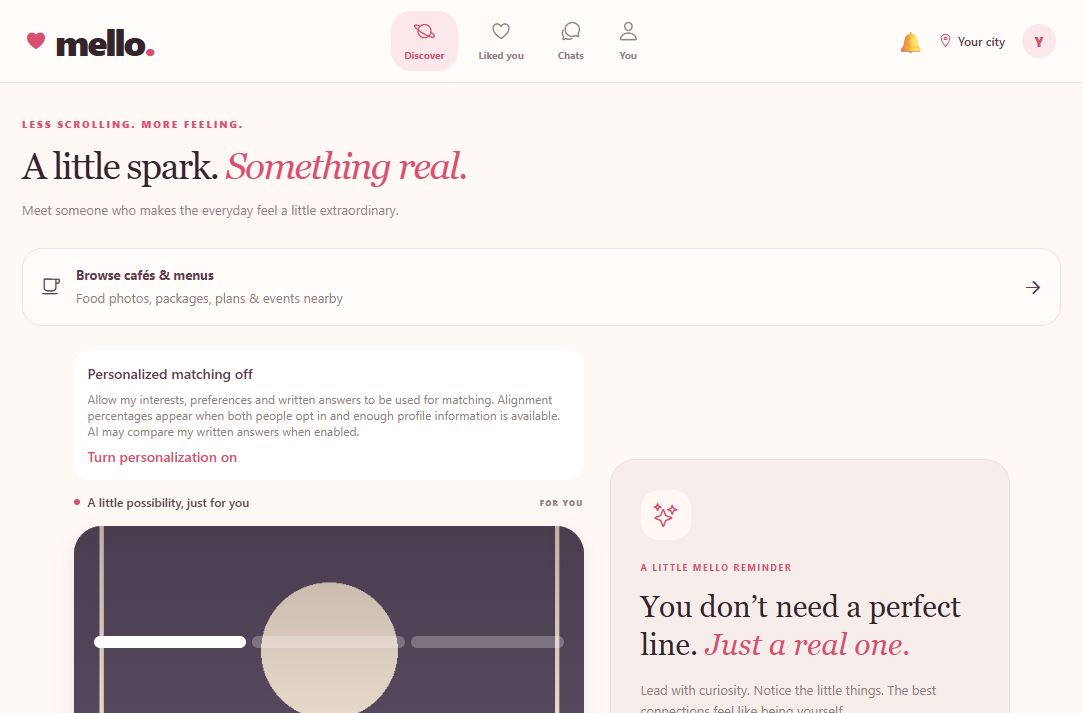 mello.
Discover
Liked you
Chats
You
Your city
Y
LESS SCROLLING. MORE FEELING.
A little spark. Something real.
Meet someone who makes the everyday feel a little extraordinary.
Browse cafés & menus
Food photos, packages, plans & events nearby
Personalized matching off
Allow my interests, preferences and written answers to be used for matching. Alignment
percentages appear when both people opt in and enough profile information is available.
AI may compare my written answers when enabled.
Turn personalization on
A little possibility, just for you
FOR YOU
A LITTLE MELLO REMINDER
You don’t need a perfect
line. Just a real one.
Lead with curiosity. Notice the little things. The best
connections feel like being yourself.